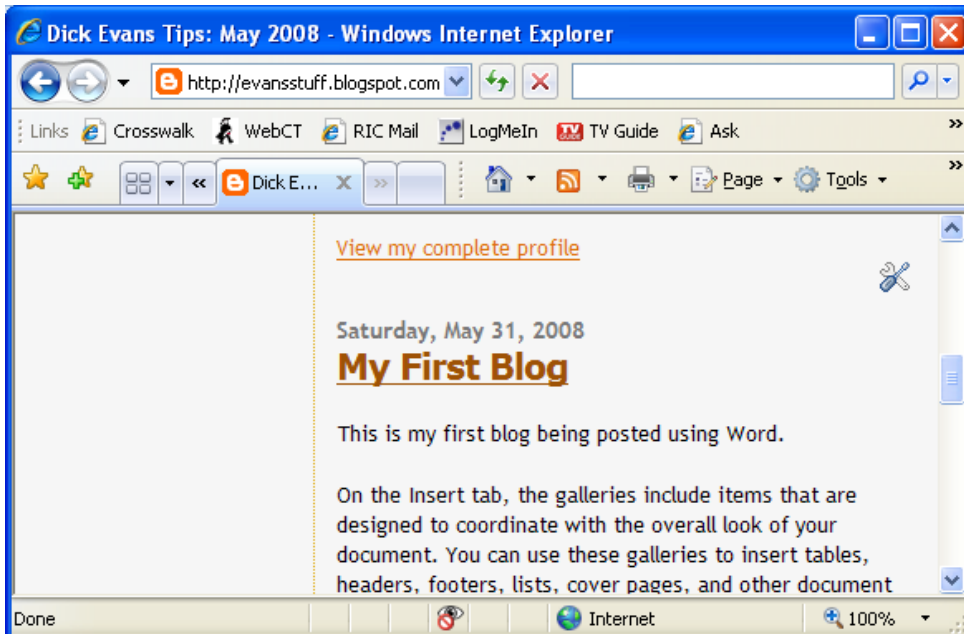 Dick Evans Tips: May 2008 - Windows Internet Explorer
http://evansstuff.blogspot.com
Links Crosswalk WebCT RIC Mail LogMeIn TV GUIDE TV Guide Ask »
« Dick E... » Page Tools »
View my complete profile
Saturday, May 31, 2008
My First Blog
This is my first blog being posted using Word.
On the Insert tab, the galleries include items that are
designed to coordinate with the overall look of your
document. You can use these galleries to insert tables,
headers, footers, lists, cover pages, and other document
Done Internet 100%